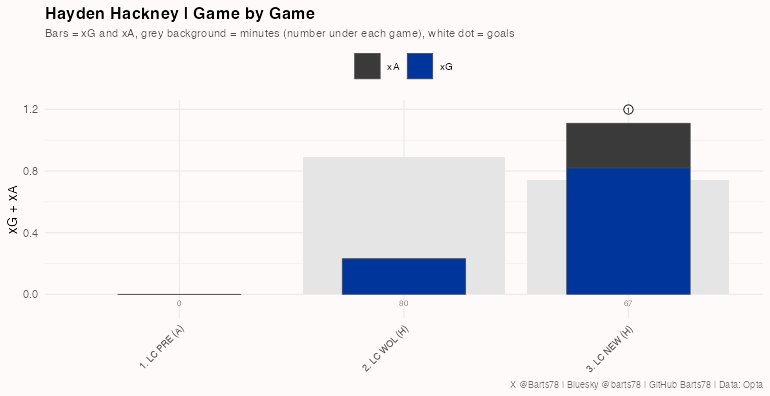 Hayden Hackney | Game by Game
Bars = xG and xA, grey background = minutes (number under each game), white dot = goals
xA xG
1.2
0.8
0.4
0.0
xG + xA
1
0 80 67
1. LC PRE (A)
2. LC WOL (H)
3. LC NEW (H)
X @Barts78 | Bluesky @barts78 | GitHub Barts78 | Data: Opta